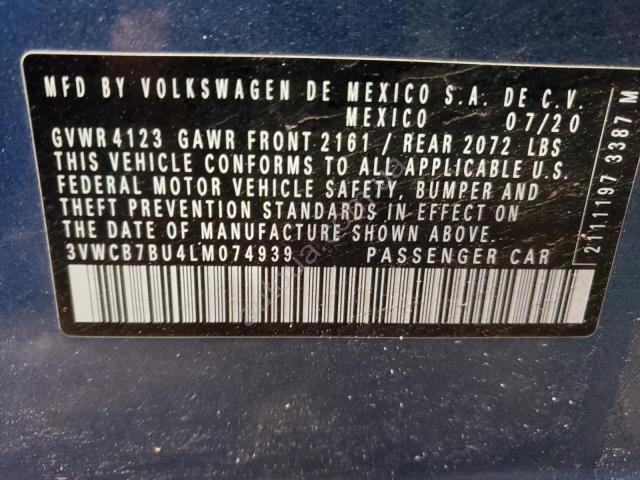 MFD BY VOLKSWAGEN DE MEXICO S.A. DE C.V.
MEXICO 07/20
GVWR 4123 GAWR FRONT 2161 / REAR 2072 LBS
THIS VEHICLE CONFORMS TO ALL APPLICABLE U.S.
FEDERAL MOTOR VEHICLE SAFETY, BUMPER AND
THEFT PREVENTION STANDARDS IN EFFECT ON
THE DATE OF MANUFACTURE SHOWN ABOVE.
3VWCB7BU4LM074939 PASSENGER CAR
2111197 3387 M